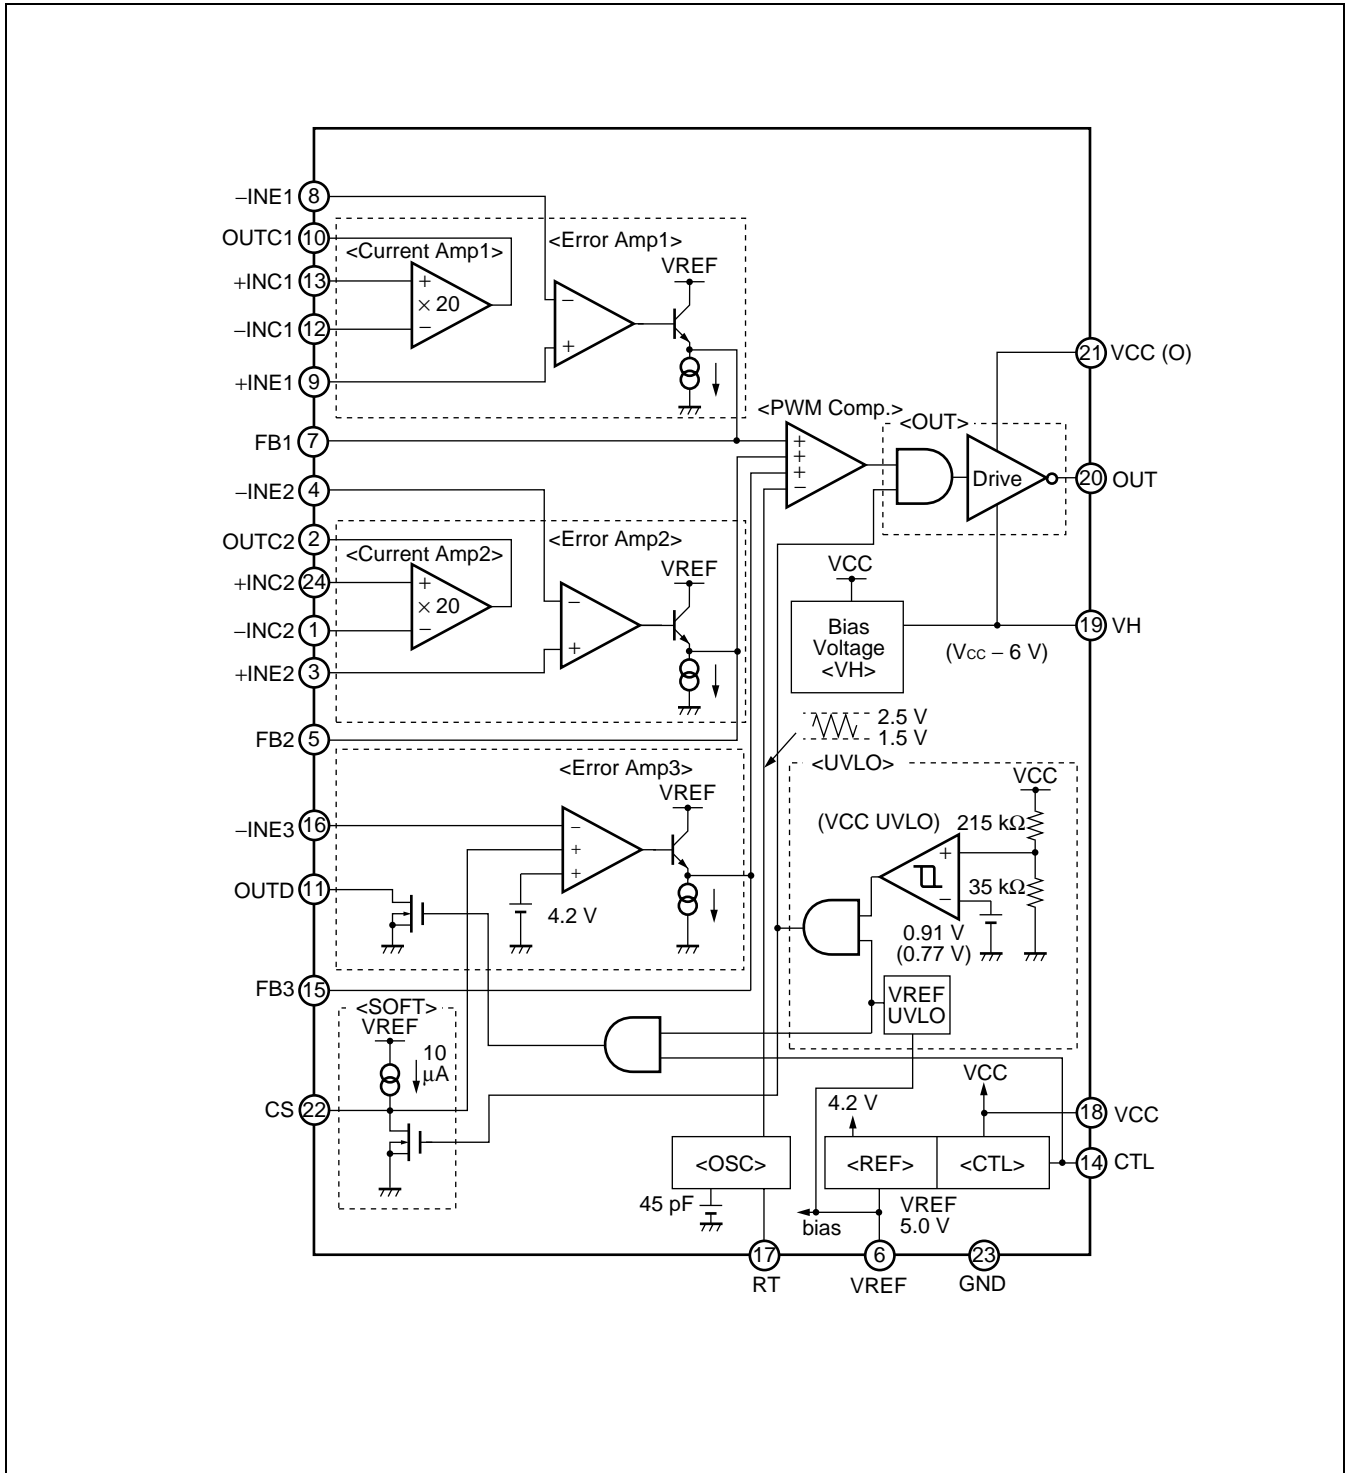 −INE1 8
OUTC1 10
<Current Amp1>
<Error Amp1>
VREF
+INC1 13
+
× 20
−
−
−INC1 12
+
+INE1 9
21 VCC (O)
<PWM Comp.>
<OUT>
FB1 7
+
+
+
−
Drive
20 OUT
−INE2 4
OUTC2 2
<Current Amp2>
<Error Amp2>
VREF
+INC2 24
+
× 20
−
−
−INC2 1
+
+INE2 3
VCC
Bias
Voltage
<VH>
19 VH
(VCC − 6 V)
FB2 5
2.5 V
1.5 V
<UVLO>
<Error Amp3>
VREF
VCC
−INE3 16
−
+
+
(VCC UVLO)
215 kΩ
+
35 kΩ
−
OUTD 11
4.2 V
0.91 V
(0.77 V)
FB3 15
VREF
UVLO
<SOFT>
VREF
10
µA
CS 22
VCC
4.2 V
18 VCC
<OSC>
<REF>
<CTL>
14 CTL
45 pF
VREF
5.0 V
bias
17
RT
6
VREF
23
GND